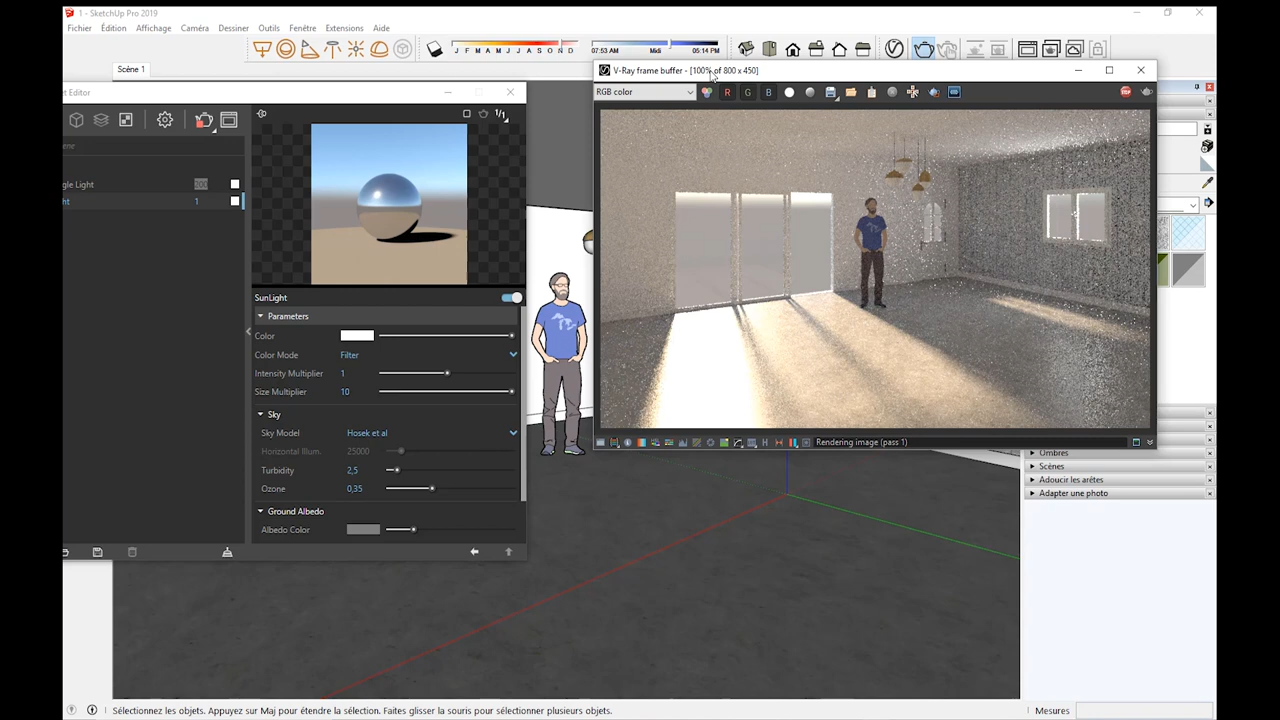 1 - SketchUp Pro 2019
Fichier Édition Affichage Caméra Dessiner Outils Fenêtre Extensions Aide
J F M A M J J A S O N D
07:53 AM Midi 05:14 PM
Scène 1
V-Ray frame buffer - [100% of 800 x 450]
et Editor
RGB color
R G B
1/1
ene
gle Light 200
ht 1
SunLight
Parameters
Color
Color Mode Filter
Intensity Multiplier 1
Size Multiplier 10
Sky
Sky Model Hosek et al
Horizontal Illum. 25000
Turbidity 2,5
Ozone 0,35
Ground Albedo
Albedo Color
H
Rendering image (pass 1)
Ombres
Scènes
Adoucir les arêtes
Adapter une photo
Sélectionnez les objets. Appuyez sur Maj pour étendre la sélection. Faites glisser la souris pour sélectionner plusieurs objets.
Mesures